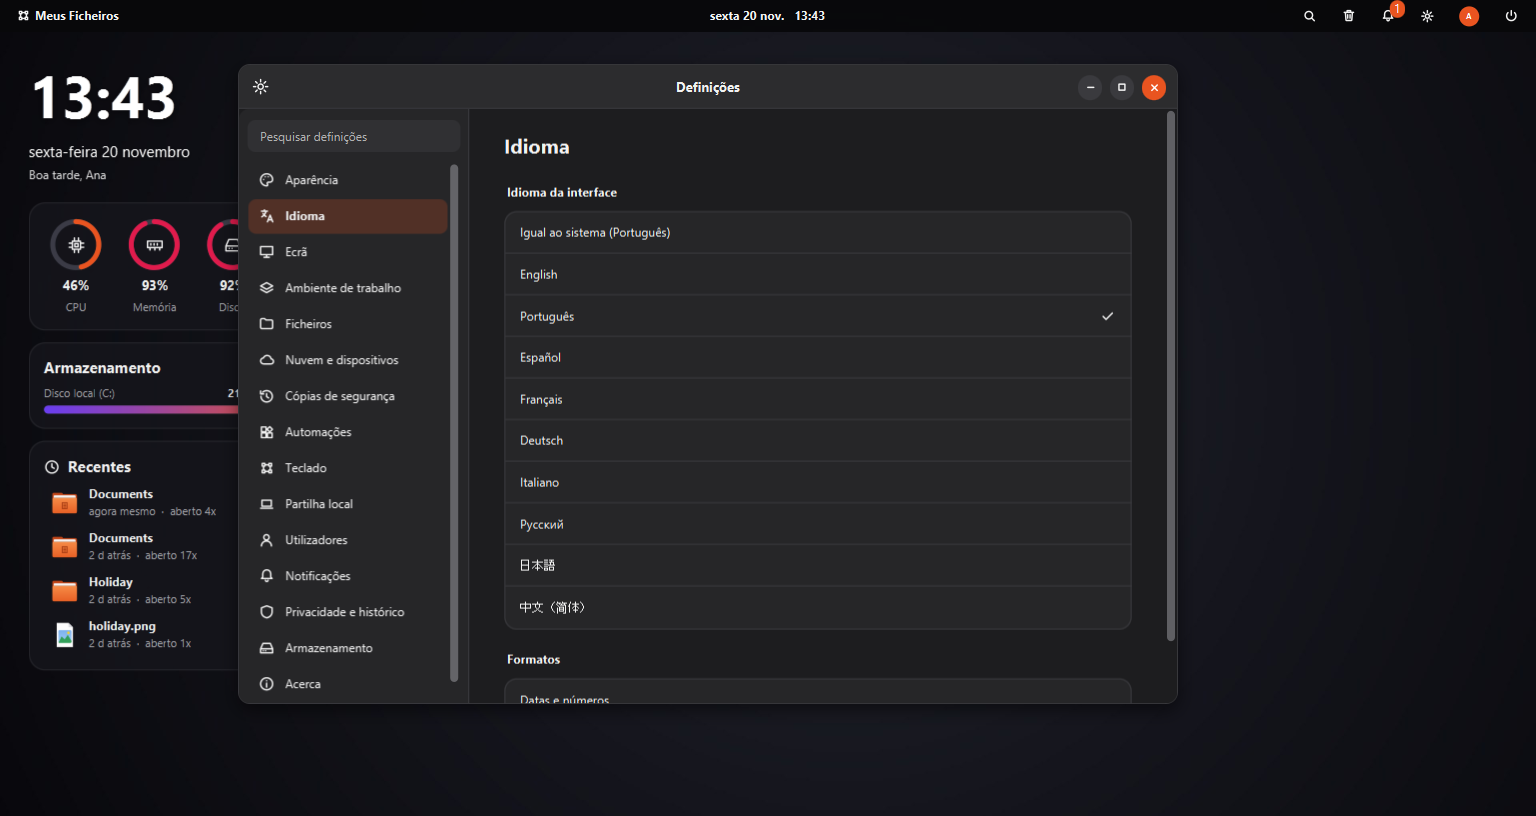 Meus Ficheiros
sexta 20 nov. 13:43
1
A
13:43
sexta-feira 20 novembro
Boa tarde, Ana
46%
CPU
93%
Memória
92%
Disc
Armazenamento
Disco local (C:)
21
Recentes
Documents
agora mesmo · aberto 4x
Documents
2 d atrás · aberto 17x
Holiday
2 d atrás · aberto 5x
holiday.png
2 d atrás · aberto 1x
Definições
Pesquisar definições
Aparência
Idioma
Ecrã
Ambiente de trabalho
Ficheiros
Nuvem e dispositivos
Cópias de segurança
Automações
Teclado
Partilha local
Utilizadores
Notificações
Privacidade e histórico
Armazenamento
Acerca
Idioma
Idioma da interface
Igual ao sistema (Português)
English
Português
Español
Français
Deutsch
Italiano
Русский
日本語
中文（简体）
Formatos
Datas e números